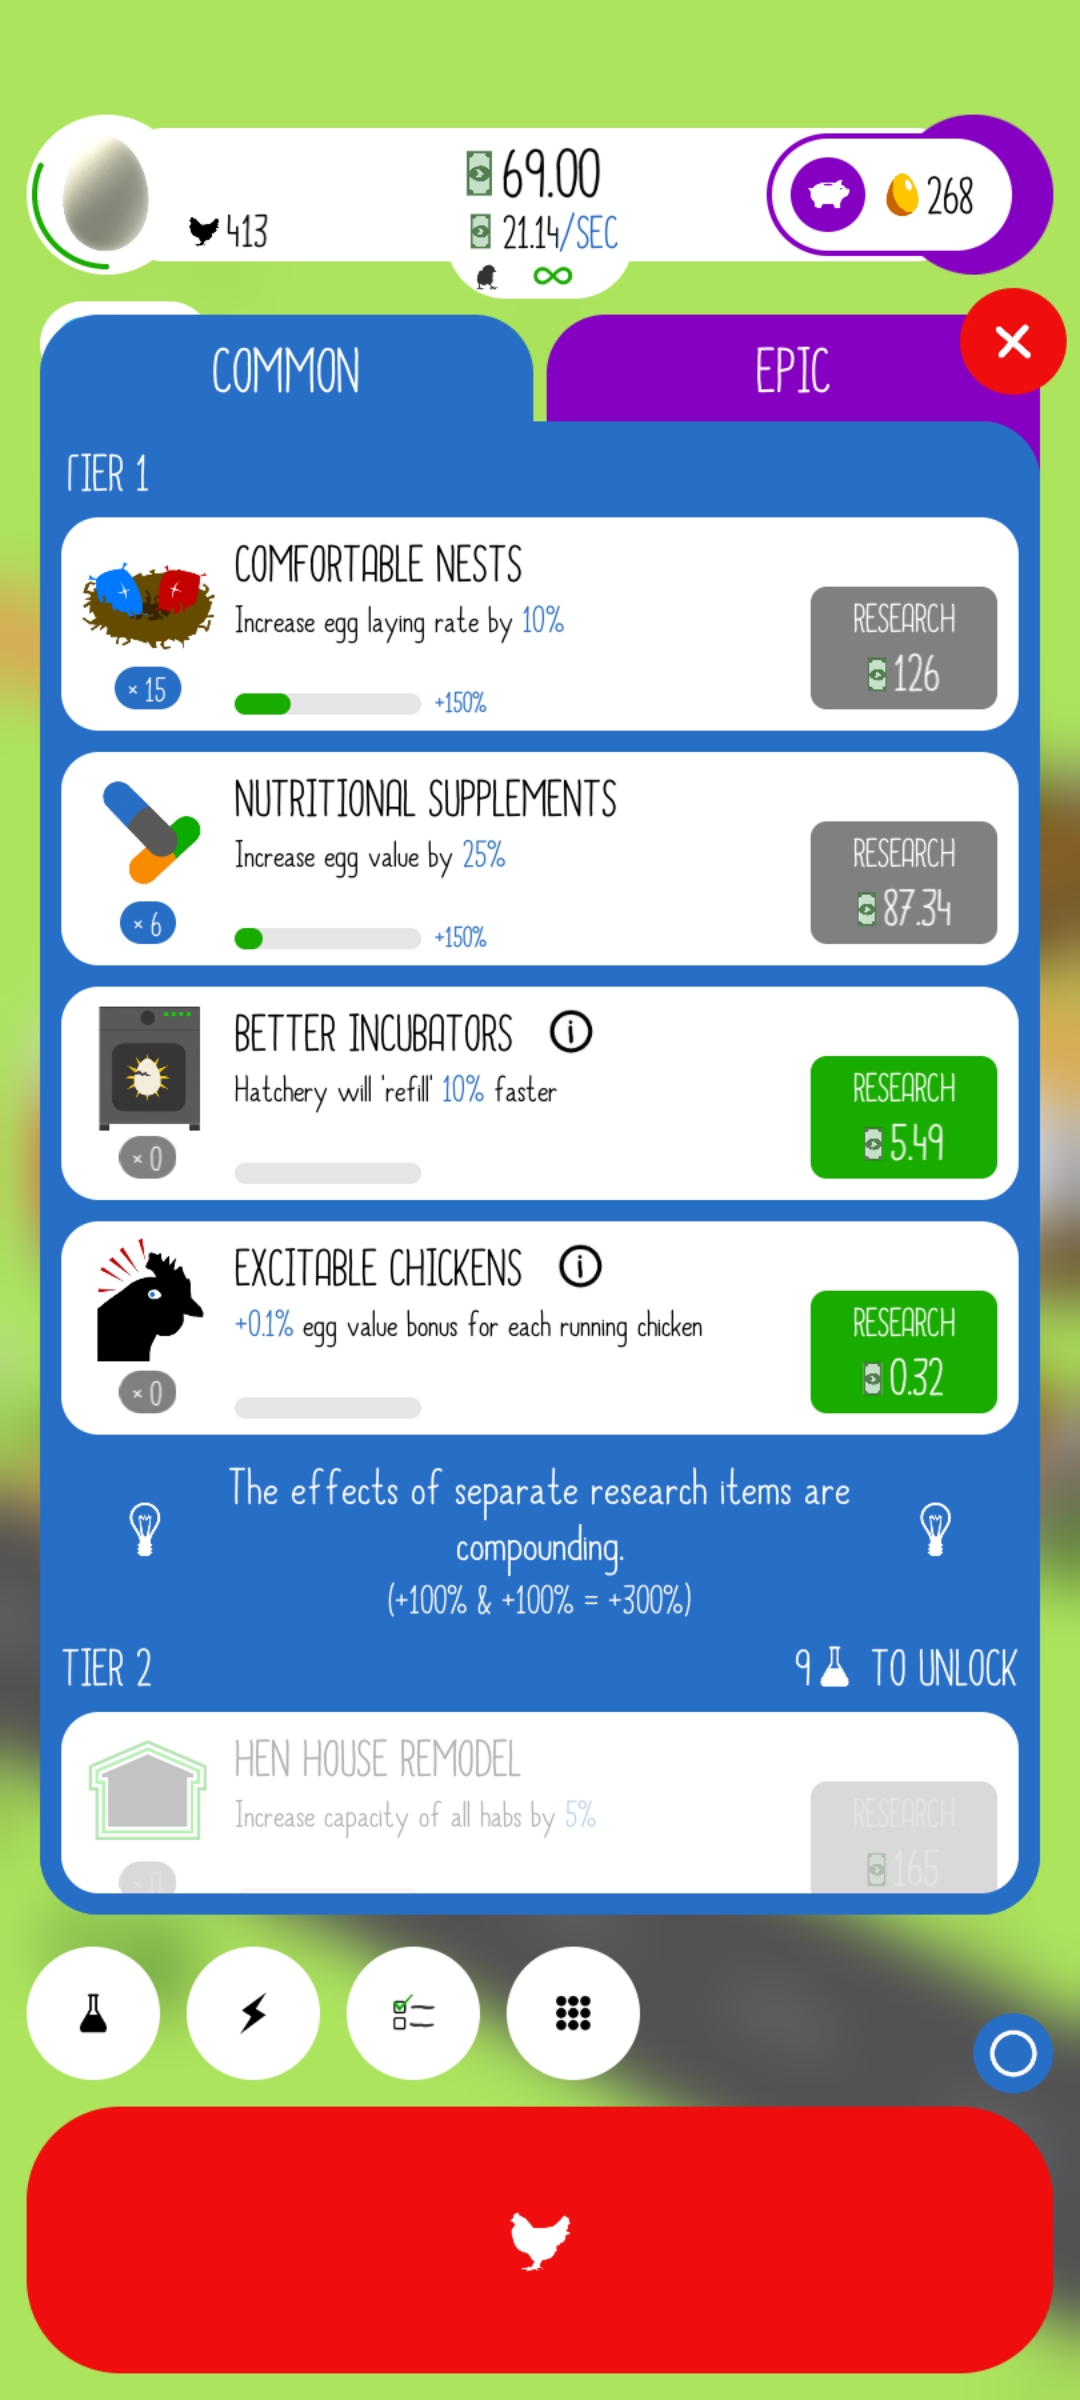 69.00
413
21.14/SEC
268
COMMON
EPIC
TIER 1
COMFORTABLE NESTS
Increase egg laying rate by 10%
× 15
+150%
RESEARCH
126
NUTRITIONAL SUPPLEMENTS
Increase egg value by 25%
× 6
+150%
RESEARCH
87.34
BETTER INCUBATORS
Hatchery will 'refill' 10% faster
× 0
RESEARCH
5.49
EXCITABLE CHICKENS
+0.1% egg value bonus for each running chicken
× 0
RESEARCH
0.32
The effects of separate research items are
compounding.
(+100% & +100% = +300%)
TIER 2
9 TO UNLOCK
HEN HOUSE REMODEL
Increase capacity of all habs by 5%
× 0
RESEARCH
165